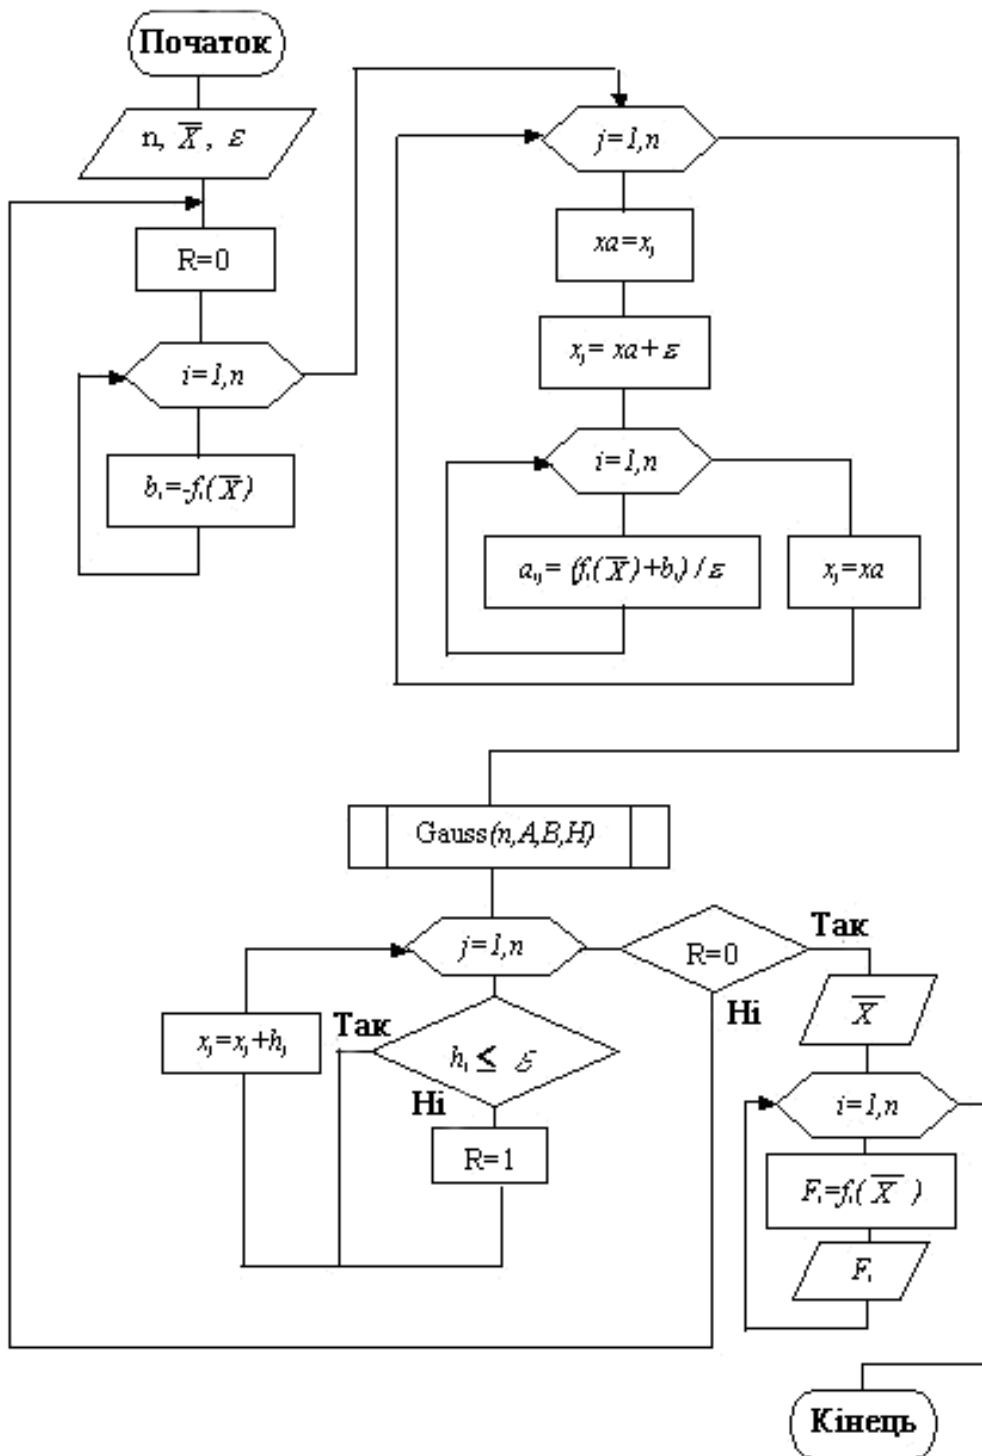 Початок
n, X̅, ε
R=0
i=1,n
bᵢ=-fᵢ(X̅)
j=1,n
xa=xⱼ
xⱼ= xa+ε
i=1,n
aᵢⱼ= (fᵢ(X̅)+bᵢ)/ε
xⱼ=xa
Gauss(n,A,B,H)
j=1,n
R=0
Так
Ні
xⱼ=xⱼ+hⱼ
Так
hᵢ ≤ ε
Ні
R=1
X̅
i=1,n
Fᵢ=fᵢ(X̅)
Fᵢ
Кінець